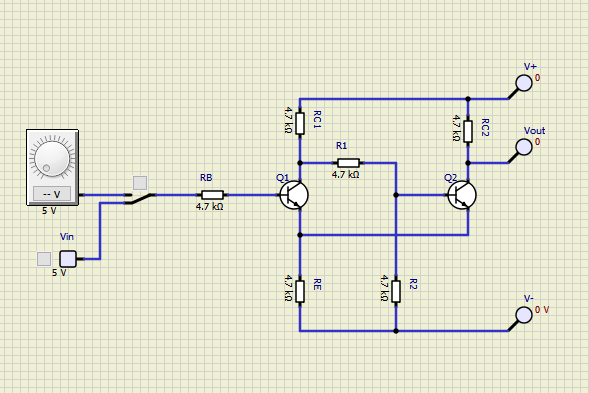 V+
0
4.7 kΩ
RC1
4.7 kΩ
RC2
Vout
0
R1
4.7 kΩ
-- V
5 V
RB
4.7 kΩ
Q1
Q2
Vin
5 V
4.7 kΩ
RE
4.7 kΩ
R2
V-
0 V